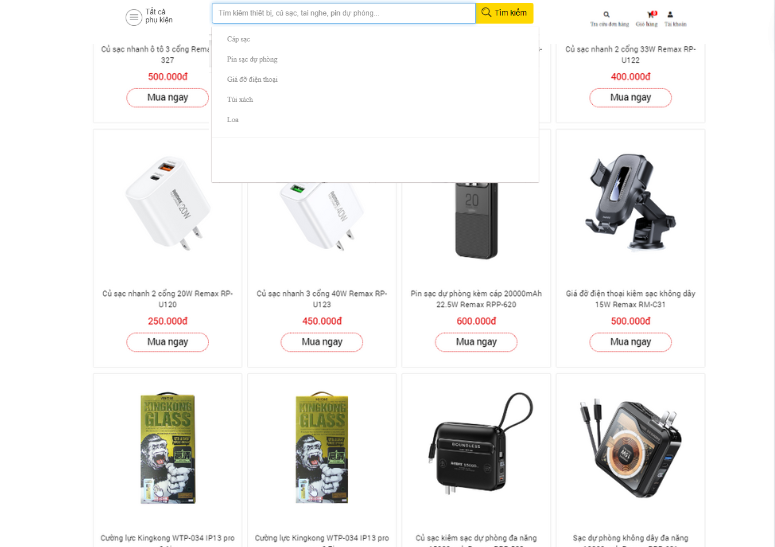 Tất cả
phụ kiện
Tìm kiếm thiết bị, củ sạc, tai nghe, pin dự phòng...
Tìm kiếm
Tra cứu đơn hàng
Giỏ hàng
Tài khoản
Cáp sạc
Pin sạc dự phòng
Giá đỡ điện thoại
Túi xách
Loa
Củ sạc nhanh ô tô 3 cổng Rema
327
500.000đ
Mua ngay
Củ sạc nhanh 2 cổng 33W Remax RP-
U122
400.000đ
Mua ngay
Củ sạc nhanh 2 cổng 20W Remax RP-
U120
250.000đ
Mua ngay
Củ sạc nhanh 3 cổng 40W Remax RP-
U123
450.000đ
Mua ngay
20
Pin sạc dự phòng kèm cáp 20000mAh
22.5W Remax RPP-620
600.000đ
Mua ngay
Giá đỡ điện thoại kiêm sạc không dây
15W Remax RM-C31
500.000đ
Mua ngay
KINGKONG
GLASS
Cường lực Kingkong WTP-034 IP13 pro
KINGKONG
GLASS
Cường lực Kingkong WTP-034 IP13 pro
Củ sạc kiêm sạc dự phòng đa năng
Sạc dự phòng không dây đa năng